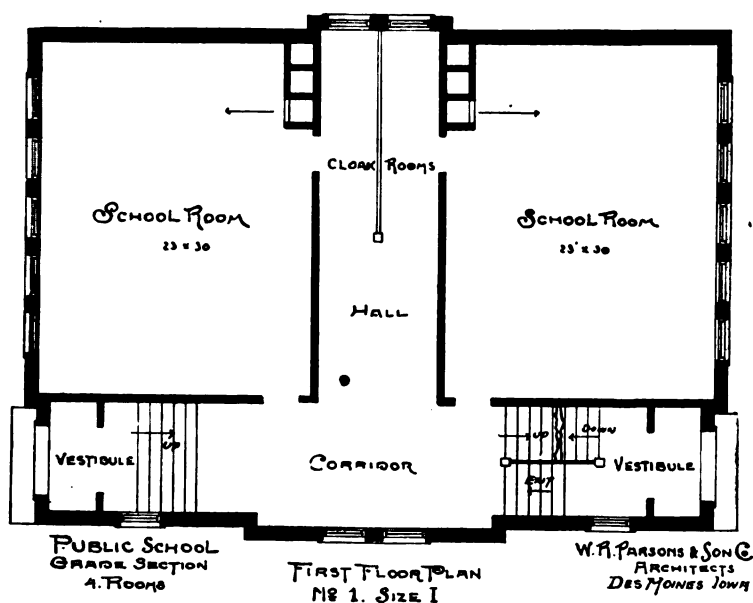 CLOAK ROOMS
SCHOOL ROOM
23 x 30
SCHOOL ROOM
23' x 30
HALL
VESTIBULE
UP
CORRIDOR
UP
DOWN
EXIT
VESTIBULE
PUBLIC SCHOOL
GRADE SECTION
4. ROOMS
FIRST FLOOR PLAN
No 1. SIZE I
W.R. PARSONS & SON Co
ARCHITECTS
DES MOINES IOWA